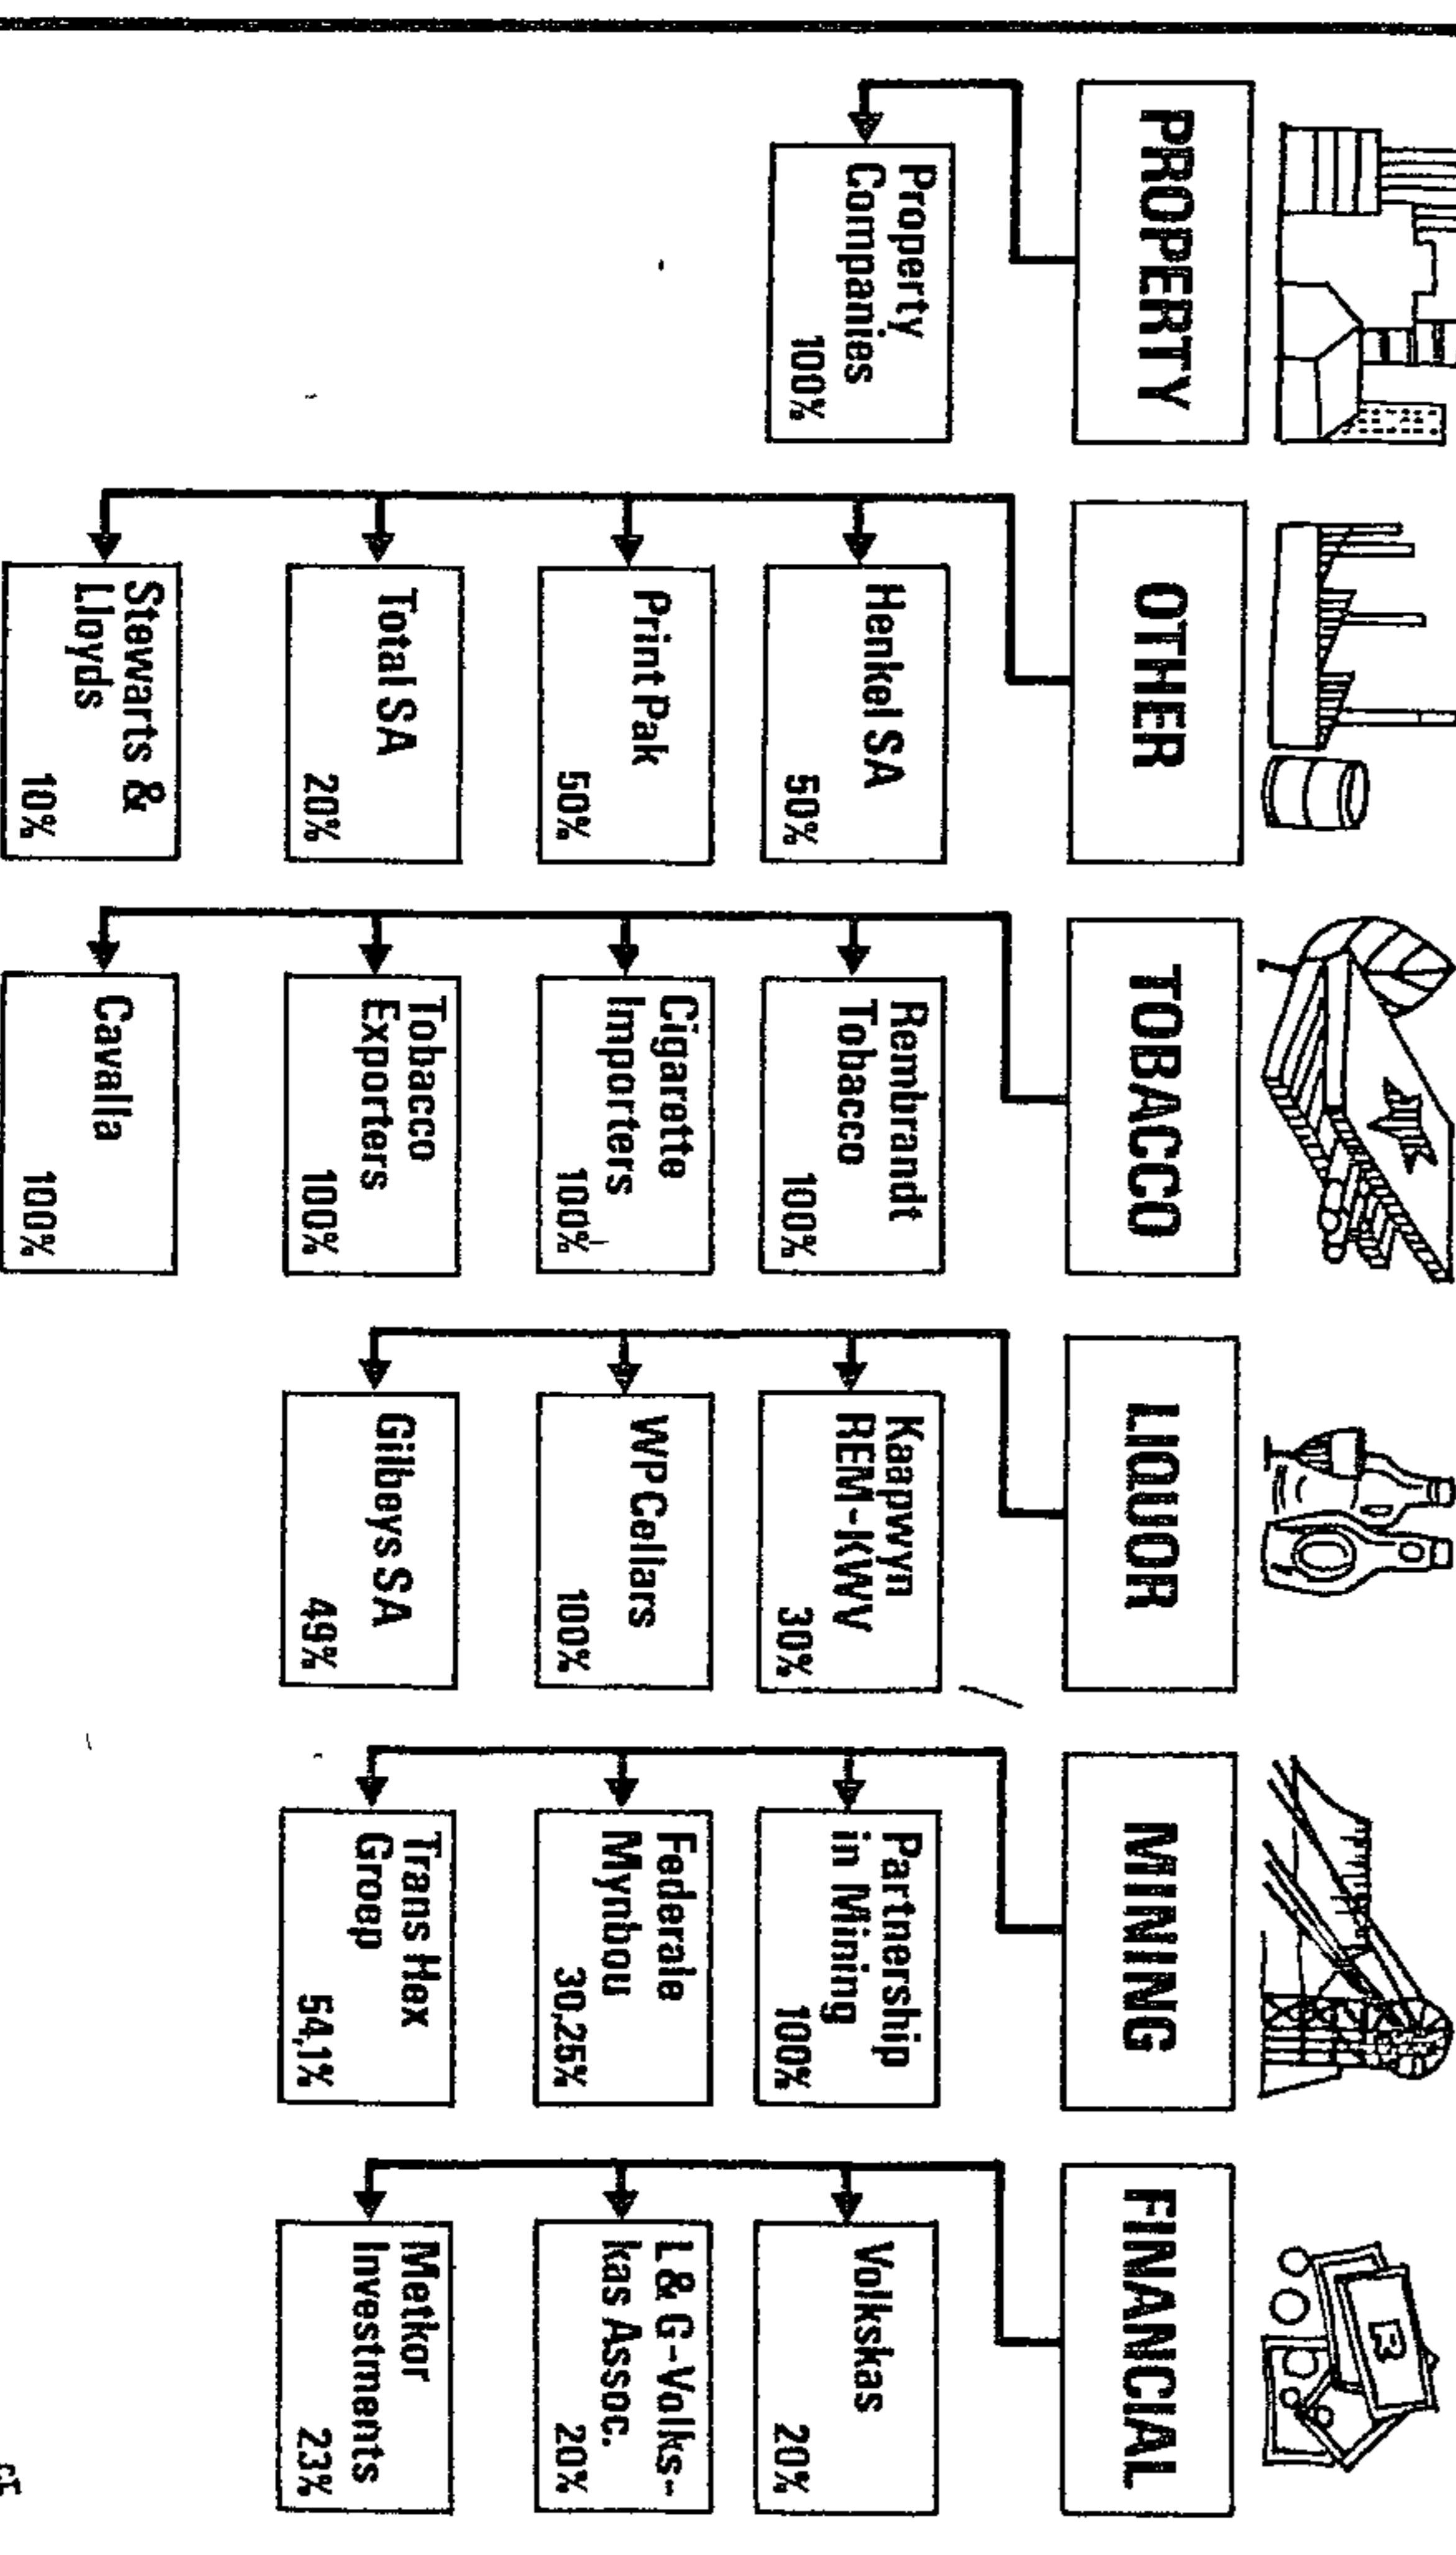 PROPERTY
Property
Companies
100%
OTHER
Henkel SA
50%
Print Pak
50%
Total SA
20%
Stewarts &
Lloyds
10%
TOBACCO
Rembrandt
Tobacco
100%
Cigarette
Importers
100%
Tobacco
Exporters
100%
Cavalla
100%
LIQUOR
Kaapwyn
REM-KWV
30%
WP Cellars
100%
Gilbeys SA
49%
MINING
Partnership
in Mining
100%
Federale
Mynbou
30,25%
Trans Hex
Groep
54,1%
FINANCIAL
R
Volkskas
20%
L & G-Volks-
kas Assoc.
20%
Metkor
Investments
23%